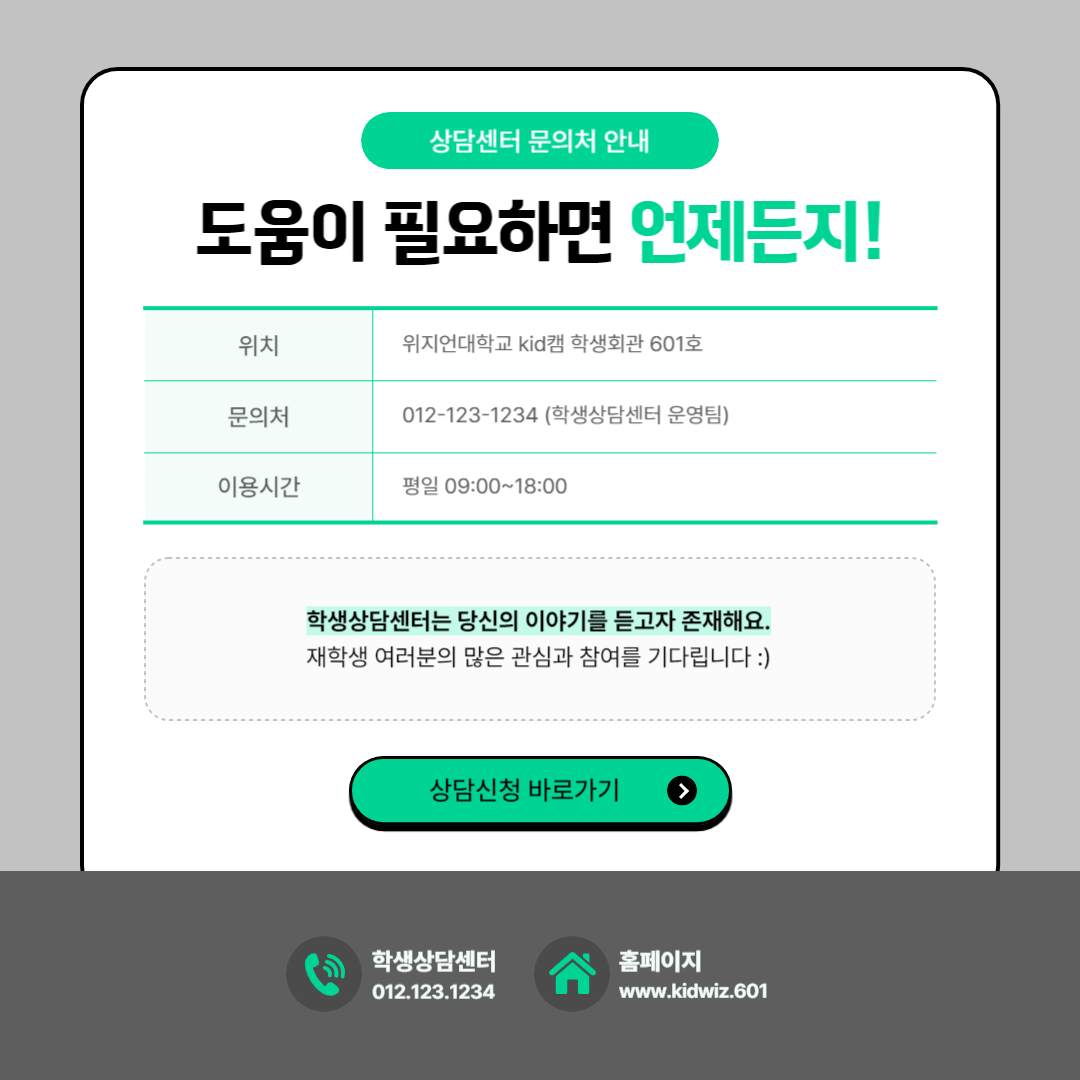 상담센터 문의처 안내
도움이 필요하면 언제든지!
위치
위지언대학교 kid캠 학생회관 601호
문의처
012-123-1234 (학생상담센터 운영팀)
이용시간
평일 09:00~18:00
학생상담센터는 당신의 이야기를 듣고자 존재해요.
재학생 여러분의 많은 관심과 참여를 기다립니다 :)
상담신청 바로가기
학생상담센터
012.123.1234
홈페이지
www.kidwiz.601